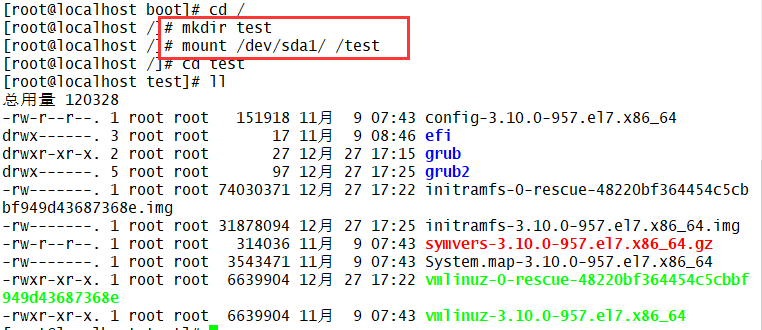 [root@localhost boot]# cd /
[root@localhost /]# mkdir test
[root@localhost /]# mount /dev/sda1/ /test
[root@localhost /]# cd test
[root@localhost test]# ll
总用量 120328
-rw-r--r--. 1 root root   151918 11月  9 07:43 config-3.10.0-957.el7.x86_64
drwx------. 3 root root       17 11月  9 08:46 efi
drwxr-xr-x. 2 root root       27 12月 27 17:15 grub
drwx------. 5 root root       97 12月 27 17:25 grub2
-rw-------. 1 root root 74030371 12月 27 17:22 initramfs-0-rescue-48220bf364454c5cb
bf949d43687368e.img
-rw-------. 1 root root 31878094 12月 27 17:25 initramfs-3.10.0-957.el7.x86_64.img
-rw-r--r--. 1 root root   314036 11月  9 07:43 symvers-3.10.0-957.el7.x86_64.gz
-rw-------. 1 root root  3543471 11月  9 07:43 System.map-3.10.0-957.el7.x86_64
-rwxr-xr-x. 1 root root  6639904 12月 27 17:22 vmlinuz-0-rescue-48220bf364454c5cbbf
949d43687368e
-rwxr-xr-x. 1 root root  6639904 11月  9 07:43 vmlinuz-3.10.0-957.el7.x86_64
[root@localhost test]#